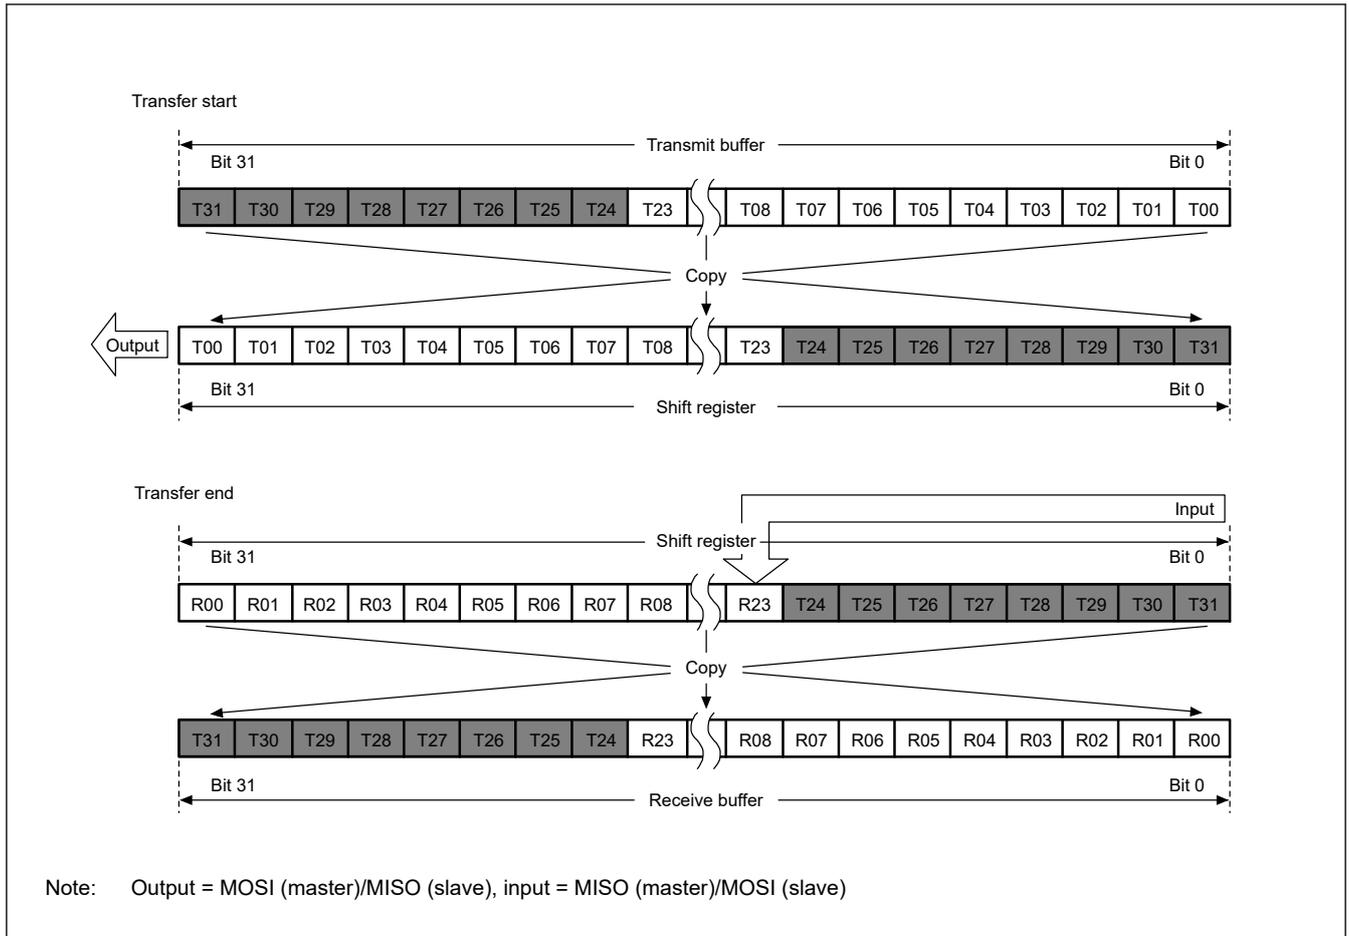 Transfer start
Transmit buffer
Bit 31 Bit 0
T31 T30 T29 T28 T27 T26 T25 T24 T23 T08 T07 T06 T05 T04 T03 T02 T01 T00
Copy
Output T00 T01 T02 T03 T04 T05 T06 T07 T08 T23 T24 T25 T26 T27 T28 T29 T30 T31
Bit 31 Bit 0
Shift register
Transfer end
Input
Shift register
Bit 31 Bit 0
R00 R01 R02 R03 R04 R05 R06 R07 R08 R23 T24 T25 T26 T27 T28 T29 T30 T31
Copy
T31 T30 T29 T28 T27 T26 T25 T24 R23 R08 R07 R06 R05 R04 R03 R02 R01 R00
Bit 31 Bit 0
Receive buffer
Note: Output = MOSI (master)/MISO (slave), input = MISO (master)/MOSI (slave)